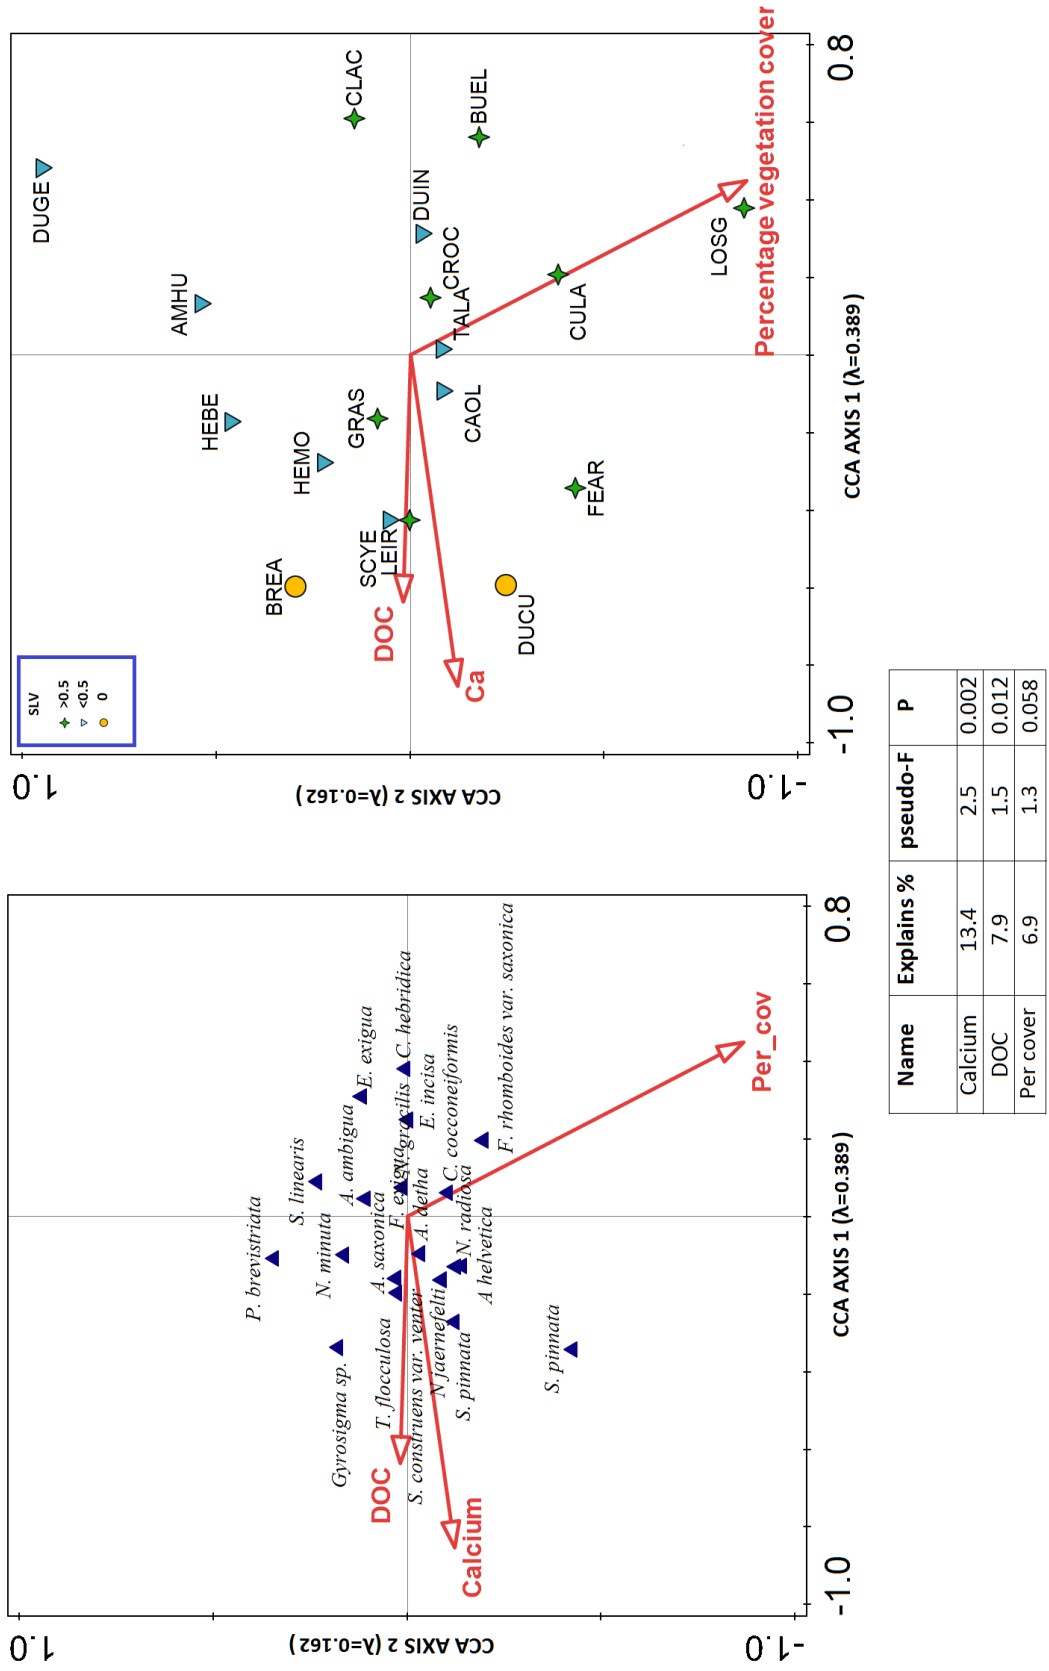 1.0
-1.0
CCA AXIS 2 (λ=0.162)
P. brevistriata
S. linearis
Gyrosigma sp.
N. minuta
A. ambigua
E. exigua
T. flocculosa
A. saxonica
F. exigua
N. gracilis
C. hebridica
S. construens var. venter
A. detha
E. incisa
N jaernefelti
S. pinnata
N. radiosa
C. cocconeiformis
A helvetica
F. rhomboides var. saxonica
S. pinnata
DOC
Calcium
Per_cov
-1.0
0.8
CCA AXIS 1 (λ=0.389)
1.0
-1.0
CCA AXIS 2 (λ=0.162)
SLV
>0.5
<0.5
0
DUGE
AMHU
HEBE
HEMO
BREA
CLAC
GRAS
SCYE
LEIR
BUEL
DUIN
CROC
TALA
CAOL
CULA
FEAR
DUCU
LOSG
DOC
Ca
Percentage vegetation cover
-1.0
0.8
CCA AXIS 1 (λ=0.389)
Name Explains % pseudo-F P
Calcium 13.4 2.5 0.002
DOC 7.9 1.5 0.012
Per cover 6.9 1.3 0.058